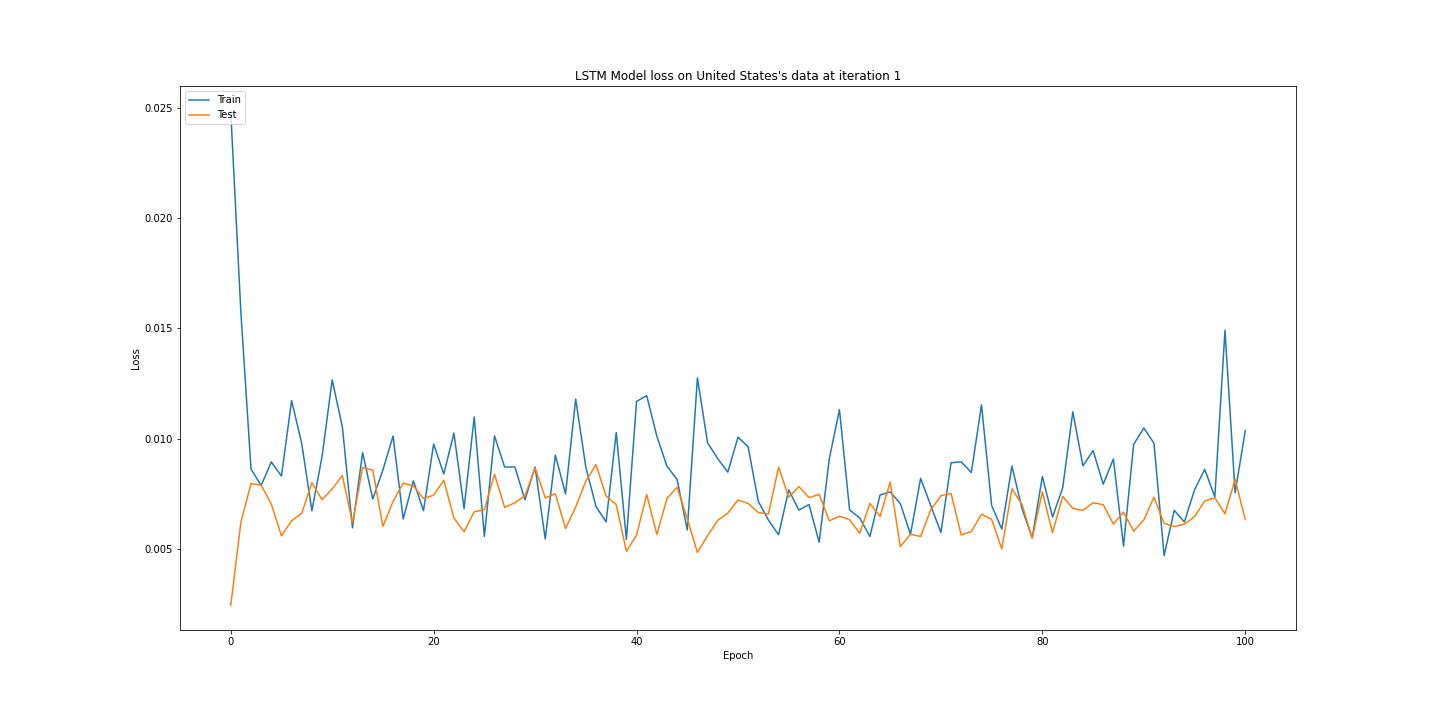 LSTM Model loss on United States's data at iteration 1
Train
Test
0.025
0.020
0.015
0.010
0.005
Loss
0 20 40 60 80 100
Epoch